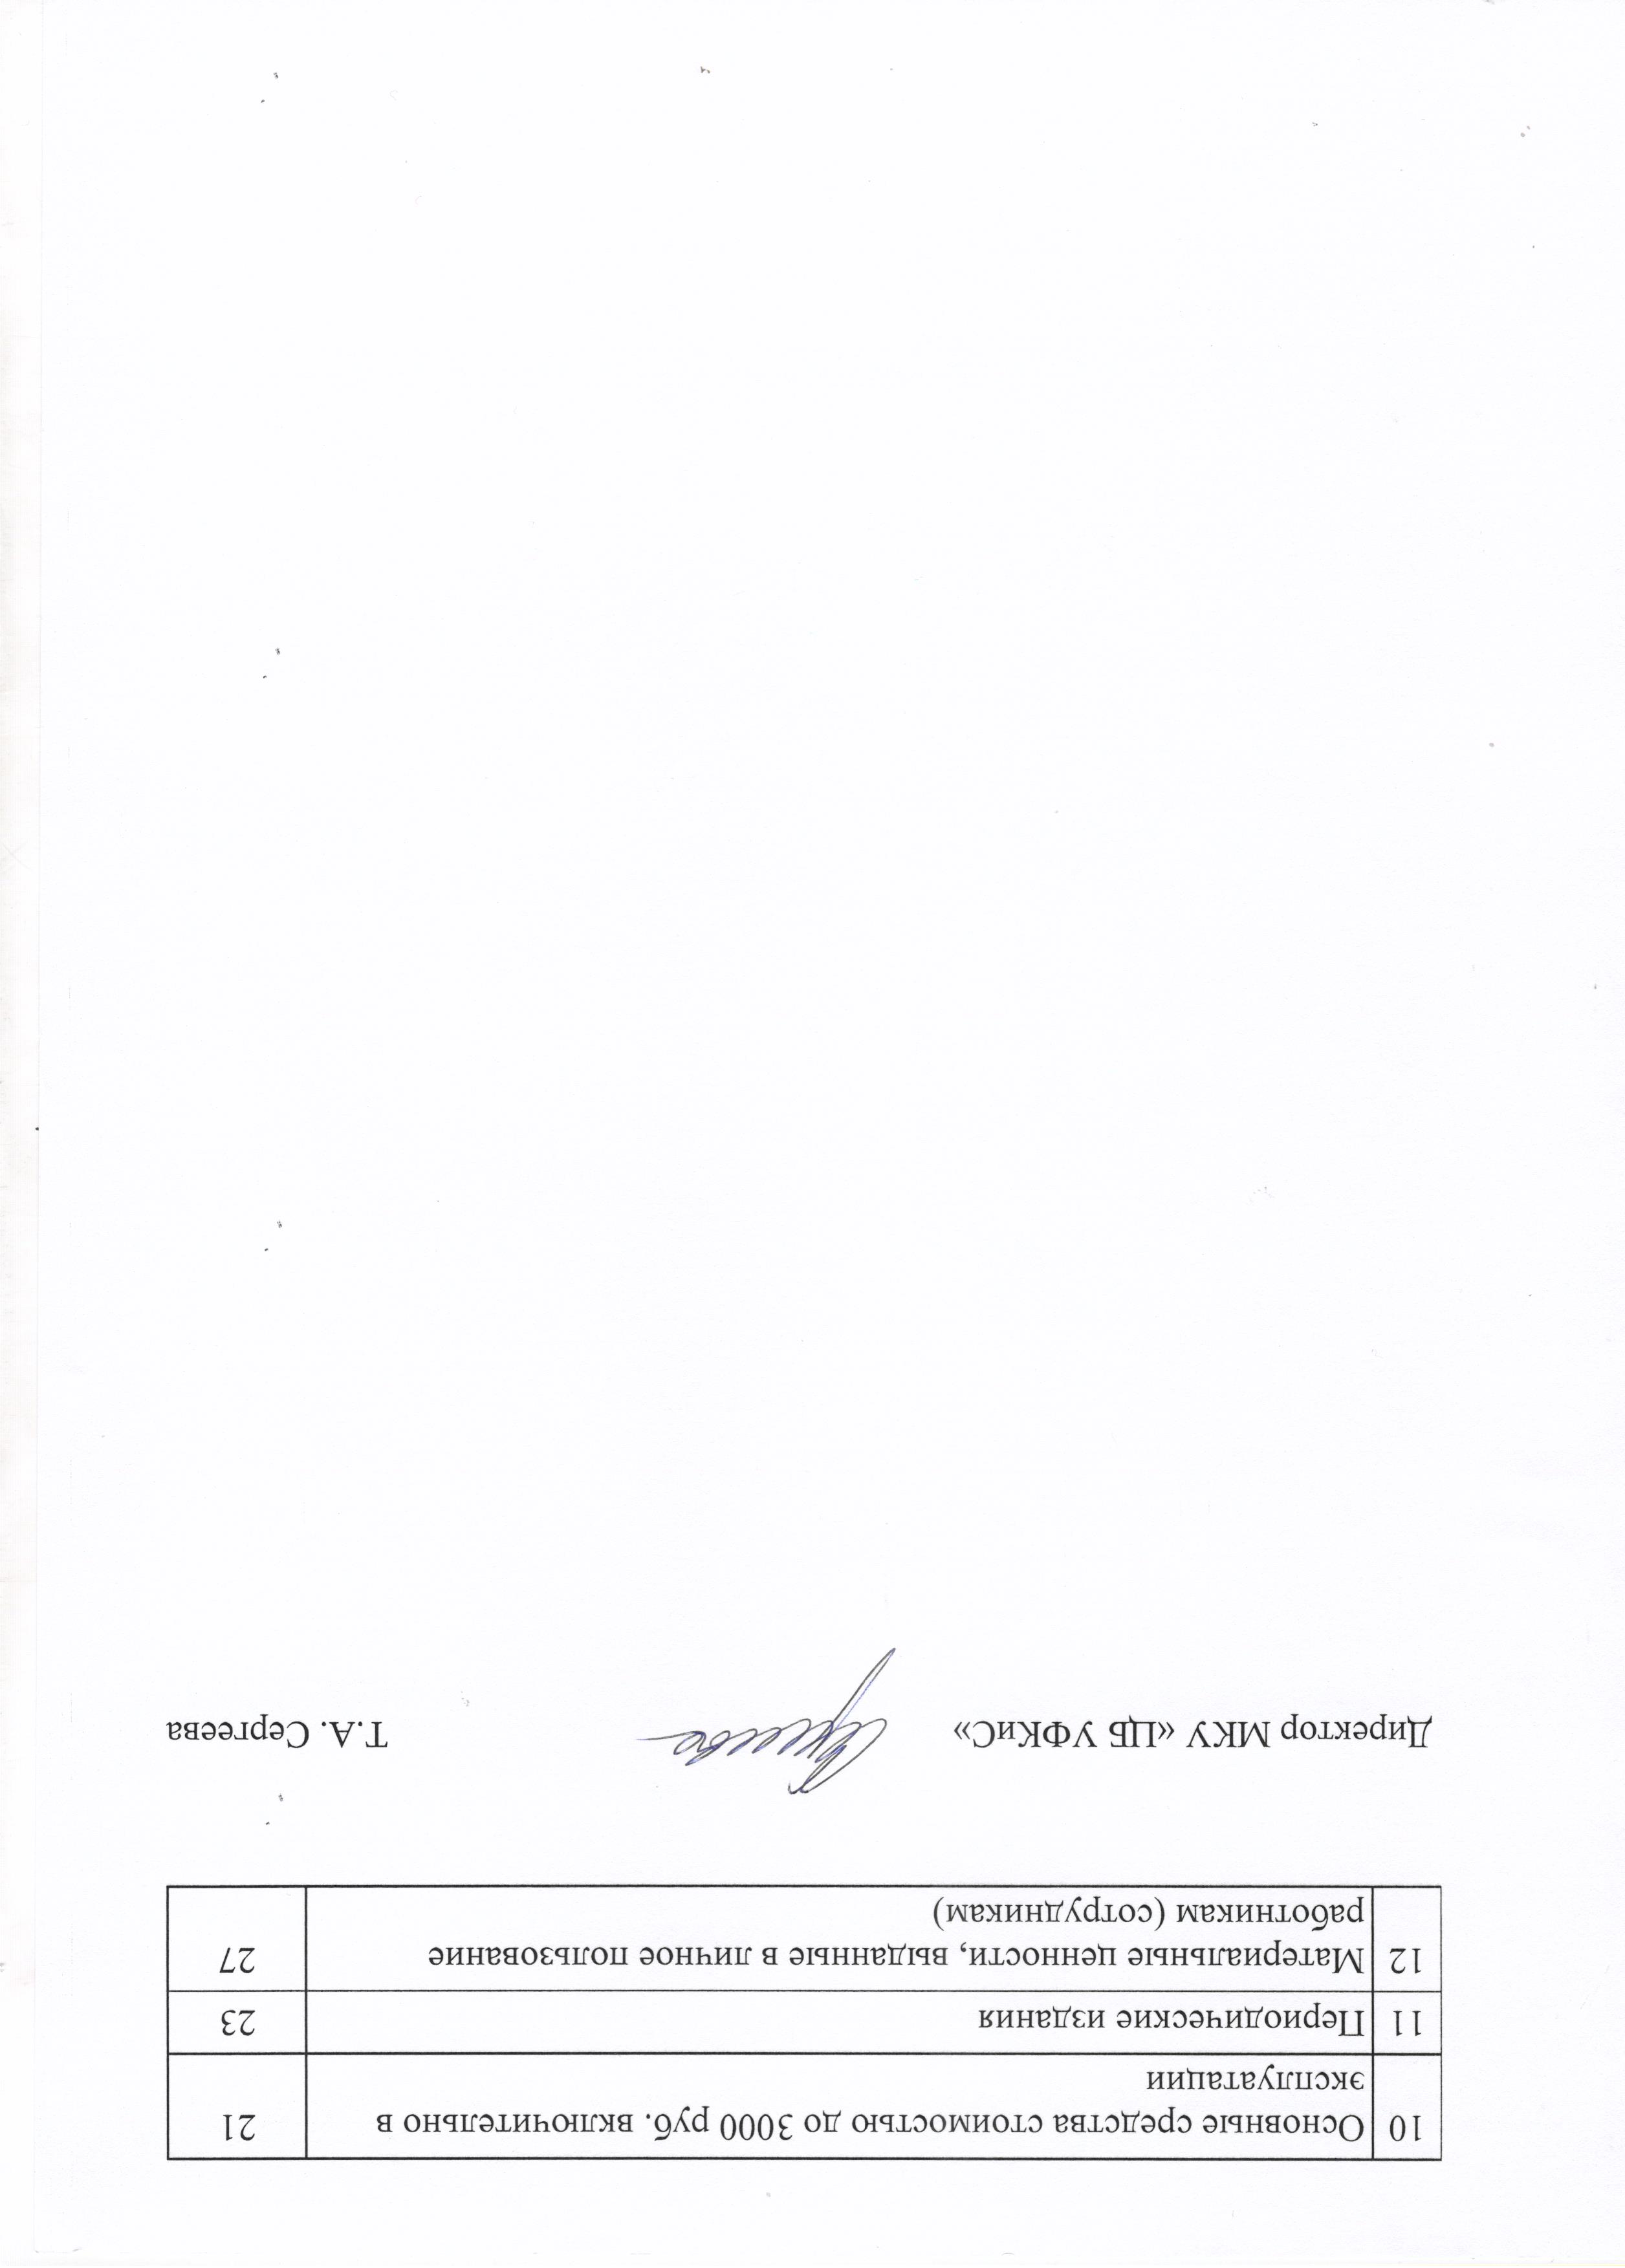 10 Основные средства стоимостью до 3000 руб. включительно в 21
эксплуатации
11 Периодические издания 23
12 Материальные ценности, выданные в личное пользование 27
работникам (сотрудникам)
Директор МКУ «ЦБ УФКиС» Т.А. Сергеева